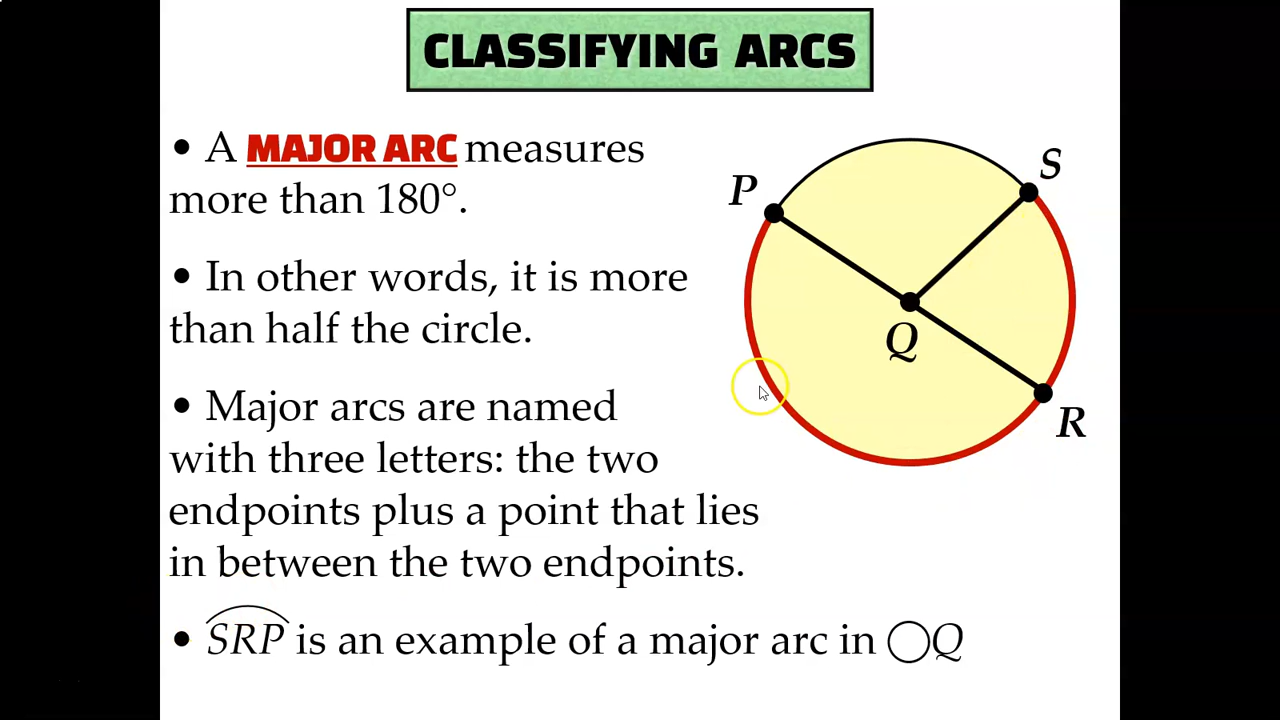 CLASSIFYING ARCS
• A MAJOR ARC measures
more than 180°.
• In other words, it is more
than half the circle.
• Major arcs are named
with three letters: the two
endpoints plus a point that lies
in between the two endpoints.
• SRP is an example of a major arc in ◯Q
P
S
Q
R